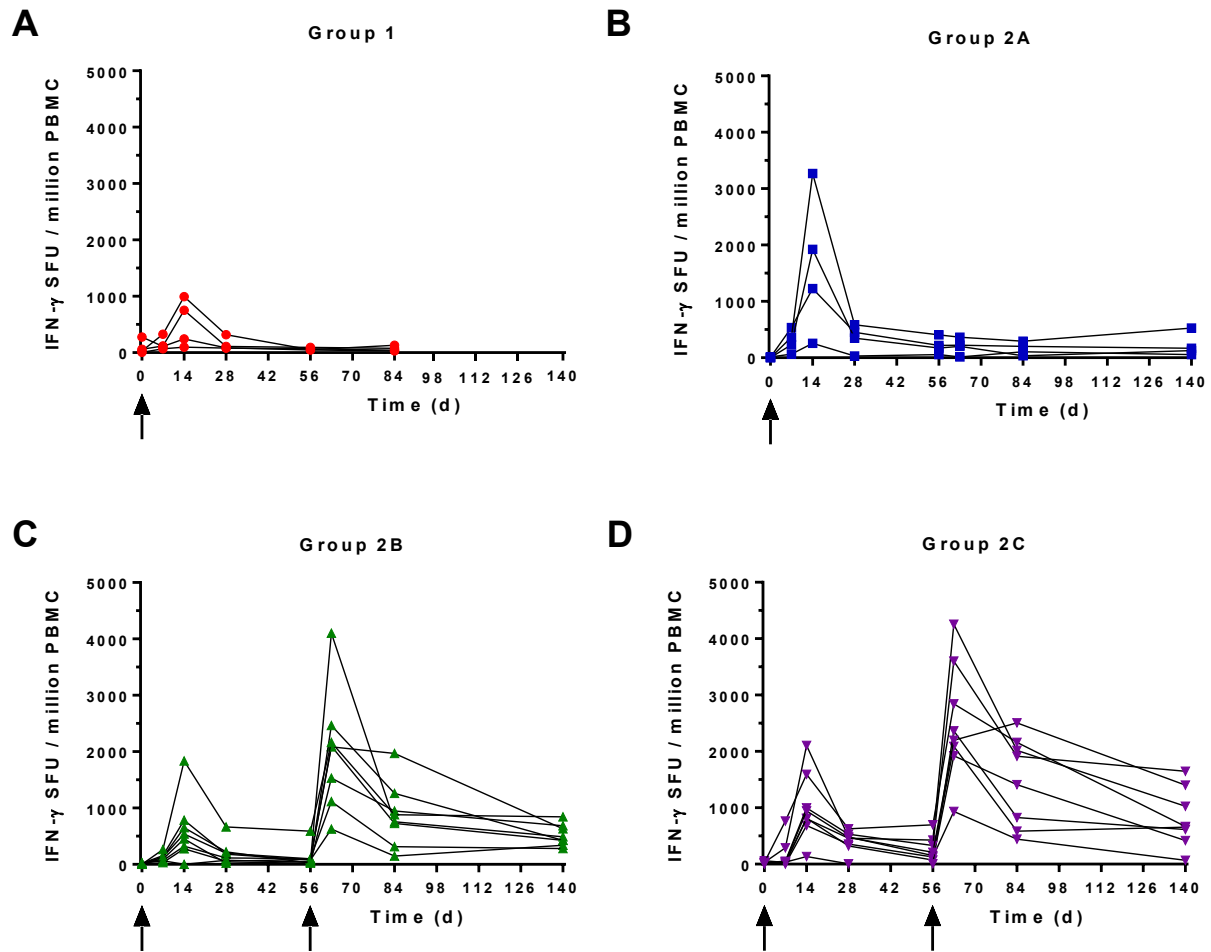 A
Group 1
IFN-γ SFU / million PBMC
5000
4000
3000
2000
1000
0
0 14 28 42 56 70 84 98 112 126 140
Time (d)
B
Group 2A
IFN-γ SFU / million PBMC
5000
4000
3000
2000
1000
0
0 14 28 42 56 70 84 98 112 126 140
Time (d)
C
Group 2B
IFN-γ SFU / million PBMC
5000
4000
3000
2000
1000
0
0 14 28 42 56 70 84 98 112 126 140
Time (d)
D
Group 2C
IFN-γ SFU / million PBMC
5000
4000
3000
2000
1000
0
0 14 28 42 56 70 84 98 112 126 140
Time (d)